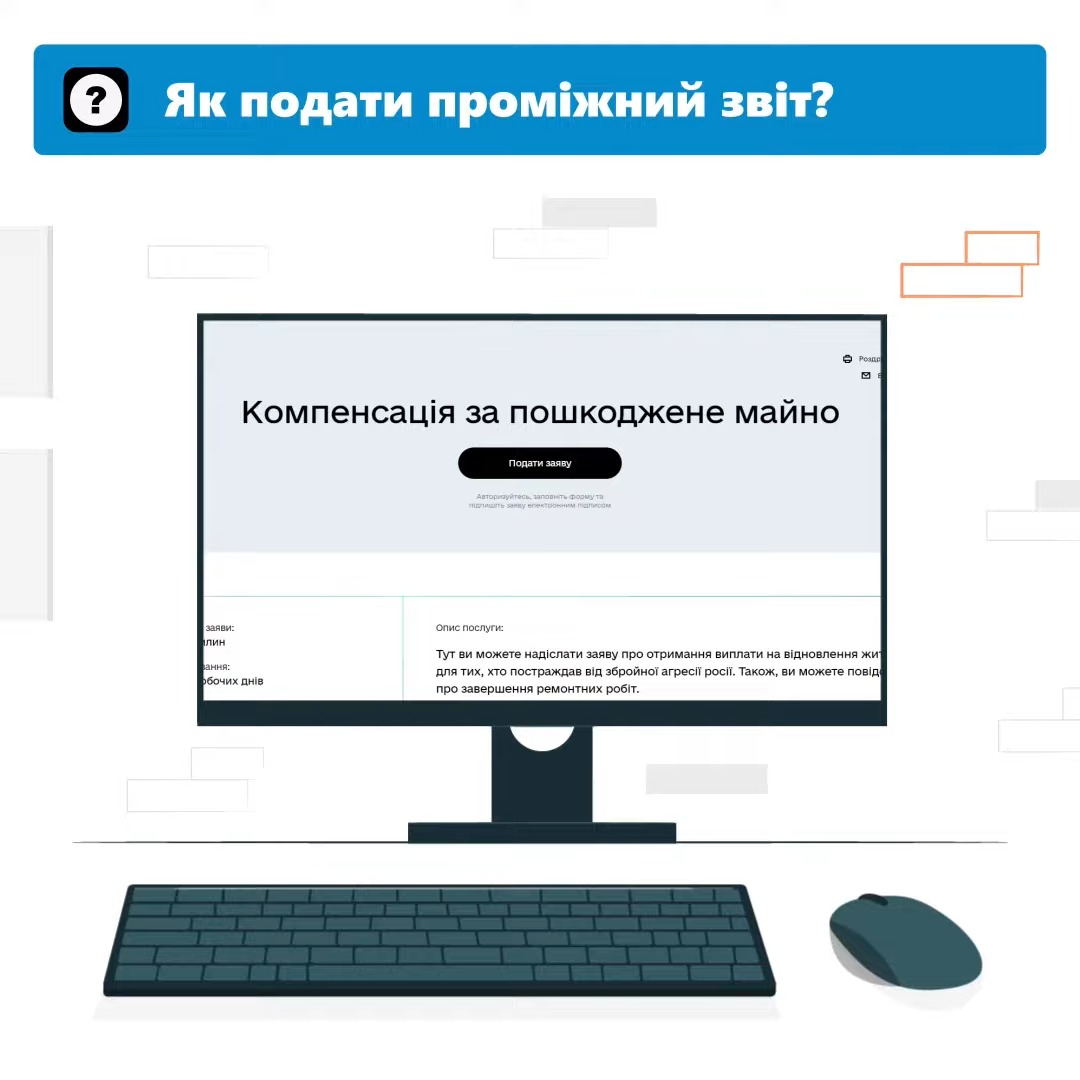 ? Як подати проміжний звіт?
Компенсація за пошкоджене майно
Подати заяву
Авторизуйтесь, заповніть форму та
підпишіть заяву електронним підписом
заяви:
Опис послуги:
Тут ви можете надіслати заяву про отримання виплати на відновлення
для тих, хто постраждав від збройної агресії росії. Також, ви можете
про завершення ремонтних робіт.